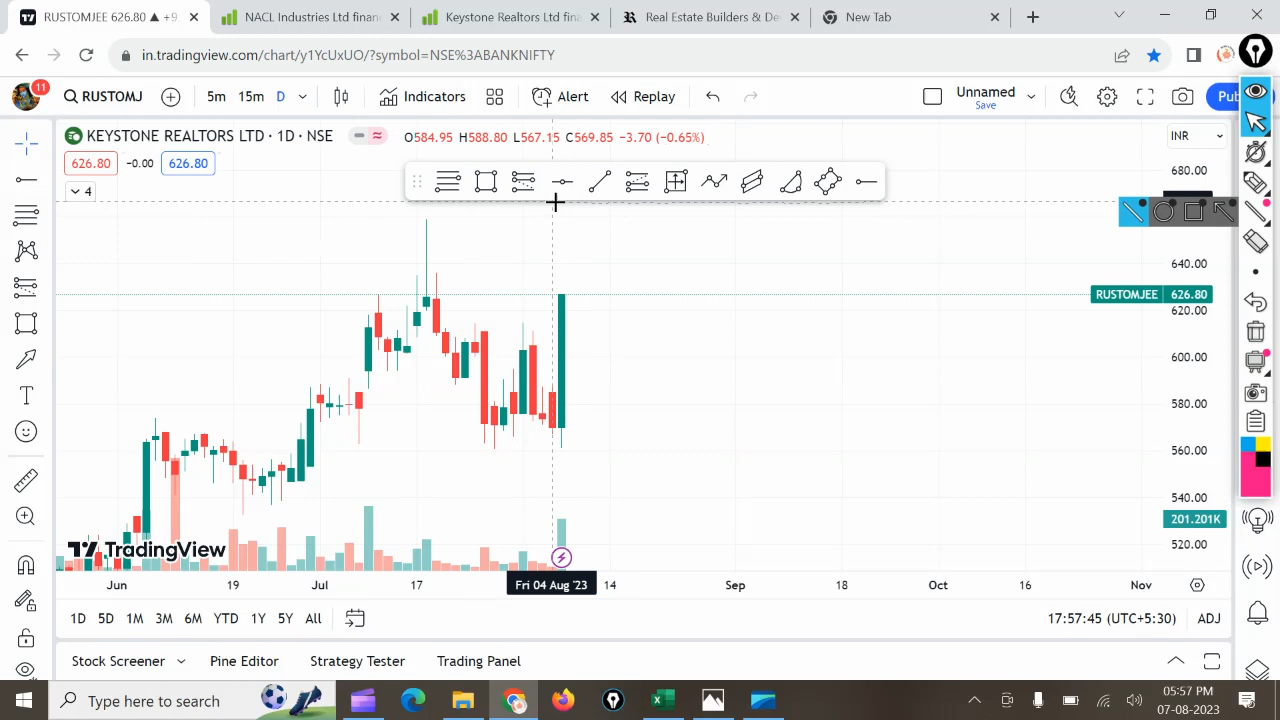 RUSTOMJ 626.80 ▲ +9
NACL Industries Ltd finan
Keystone Realtors Ltd fina
Real Estate Builders & De
New Tab
in.tradingview.com/chart/y1YcUxUO/?symbol=NSE%3ABANKNIFTY
11
RUSTOMJ
5m
15m
D
Indicators
Alert
Replay
Unnamed
Save
Pub
KEYSTONE REALTORS LTD · 1D · NSE
O584.95 H588.80 L567.15 C569.85 −3.70 (−0.65%)
INR
626.80
-0.00
626.80
4
680.00
640.00
RUSTOMJEE 626.80
620.00
600.00
580.00
560.00
540.00
201.201K
520.00
TradingView
Jun
19
Jul
17
Fri 04 Aug '23
14
Sep
18
Oct
16
Nov
1D
5D
1M
3M
6M
YTD
1Y
5Y
All
17:57:45 (UTC+5:30)
ADJ
Stock Screener
Pine Editor
Strategy Tester
Trading Panel
Type here to search
05:57 PM
07-08-2023